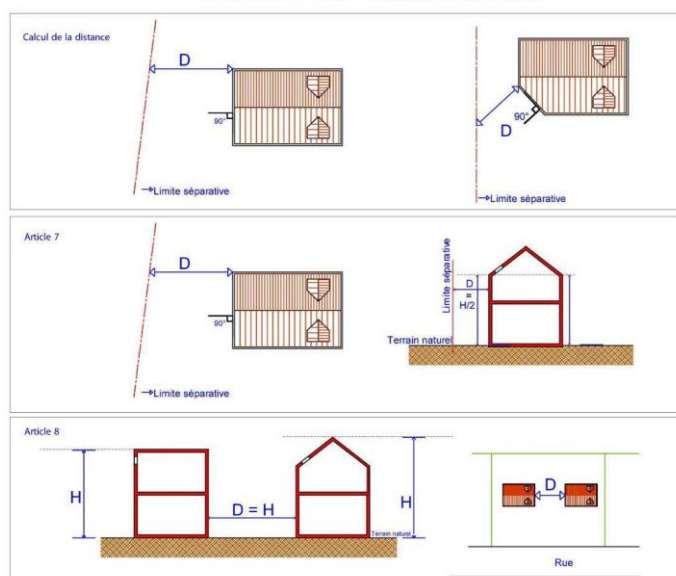 Calcul de la distance
D
90°
Limite séparative
D
90°
Limite séparative
Article 7
D
90°
Limite séparative
Limite séparative
D
=
H/2
Terrain naturel
Article 8
H
D = H
H
Terrain naturel
D
Rue